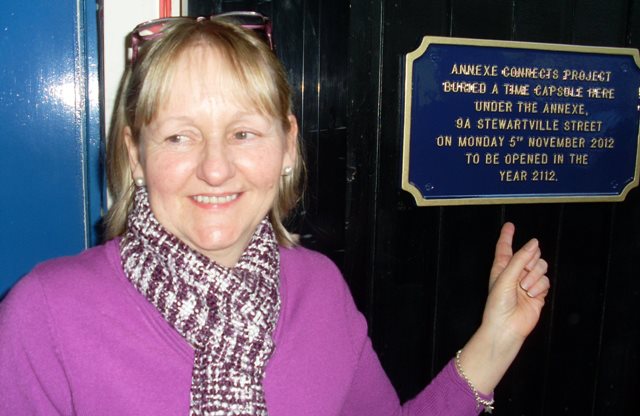 ANNEXE CONNECTS PROJECT
BURIED A TIME CAPSULE HERE
UNDER THE ANNEXE,
9A STEWARTVILLE STREET
ON MONDAY 5TH NOVEMBER 2012
TO BE OPENED IN THE
YEAR 2112.